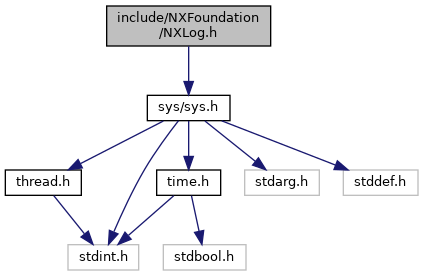 include/NXFoundation
/NXLog.h
sys/sys.h
thread.h
time.h
stdarg.h
stddef.h
stdint.h
stdbool.h